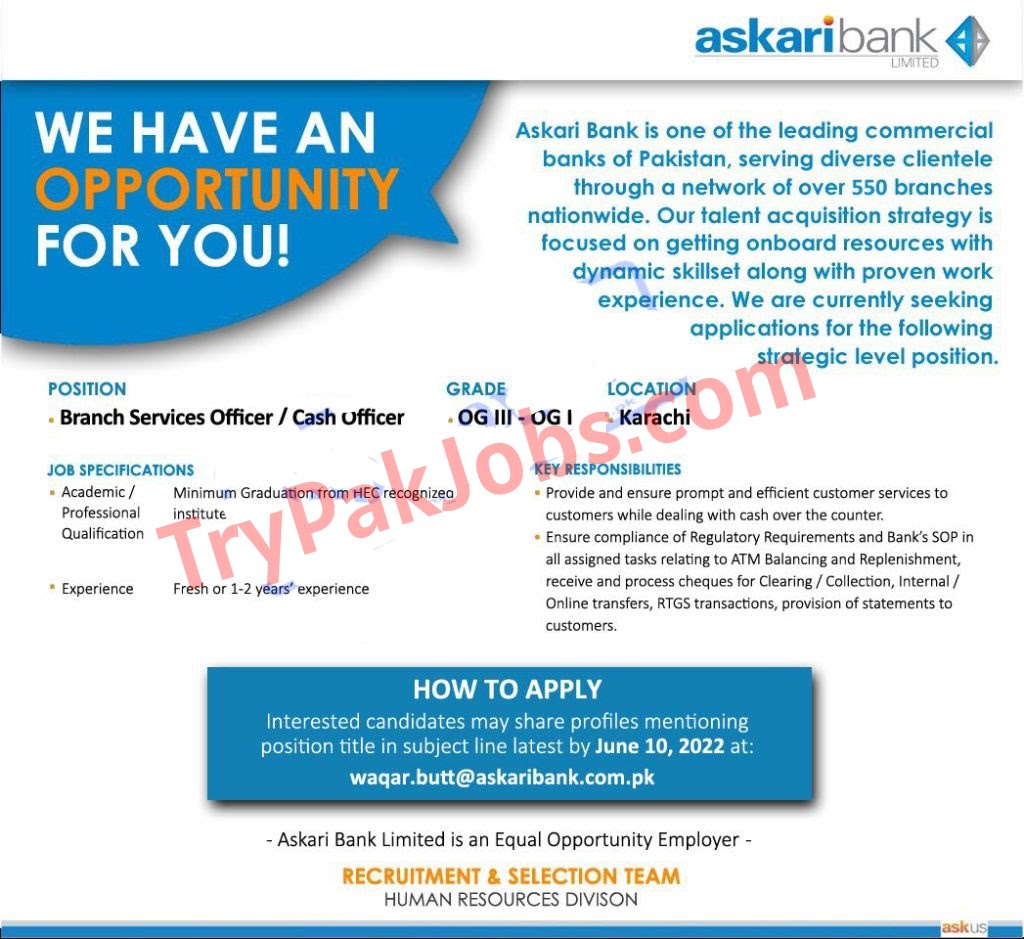 askari bank
LIMITED
WE HAVE AN
OPPORTUNITY
FOR YOU!
Askari Bank is one of the leading commercial
banks of Pakistan, serving diverse clientele
through a network of over 550 branches
nationwide. Our talent acquisition strategy is
focused on getting onboard resources with
dynamic skillset along with proven work
experience. We are currently seeking
applications for the following
strategic level position.
POSITION
• Branch Services Officer / Cash Officer
GRADE
• OG III - OG I
LOCATION
• Karachi
JOB SPECIFICATIONS
• Academic / Minimum Graduation from HEC recognized
Professional institute
Qualification
• Experience Fresh or 1-2 years' experience
KEY RESPONSIBILITIES
• Provide and ensure prompt and efficient customer services to
customers while dealing with cash over the counter.
• Ensure compliance of Regulatory Requirements and Bank's SOP in
all assigned tasks relating to ATM Balancing and Replenishment,
receive and process cheques for Clearing / Collection, Internal /
Online transfers, RTGS transactions, provision of statements to
customers.
TryPakJobs.com
HOW TO APPLY
Interested candidates may share profiles mentioning
position title in subject line latest by June 10, 2022 at:
waqar.butt@askaribank.com.pk
- Askari Bank Limited is an Equal Opportunity Employer -
RECRUITMENT & SELECTION TEAM
HUMAN RESOURCES DIVISON
askus